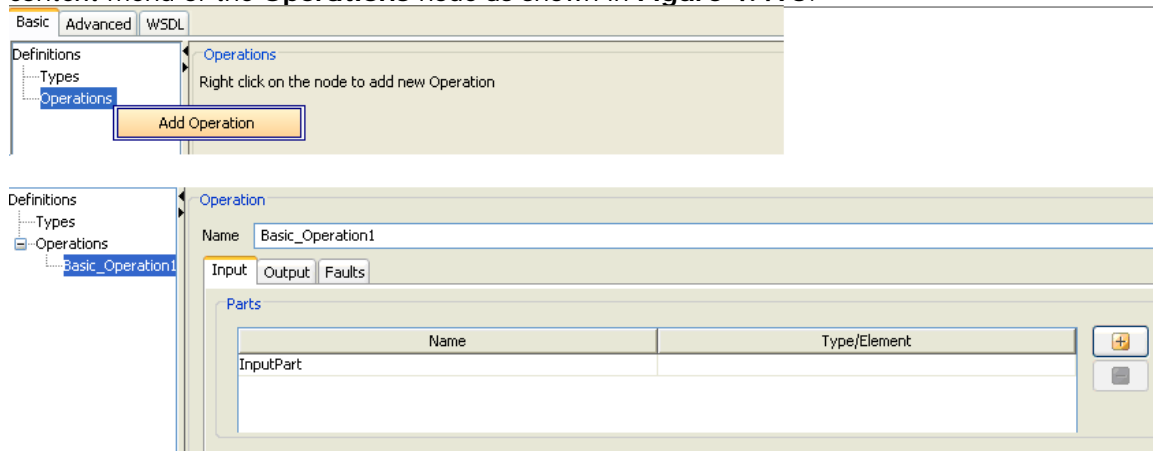 Basic Advanced WSDL
Definitions
Types
Operations
Operations
Right click on the node to add new Operation
Add Operation
Definitions
Types
Operations
Basic_Operation1
Operation
Name Basic_Operation1
Input Output Faults
Parts
Name Type/Element
InputPart